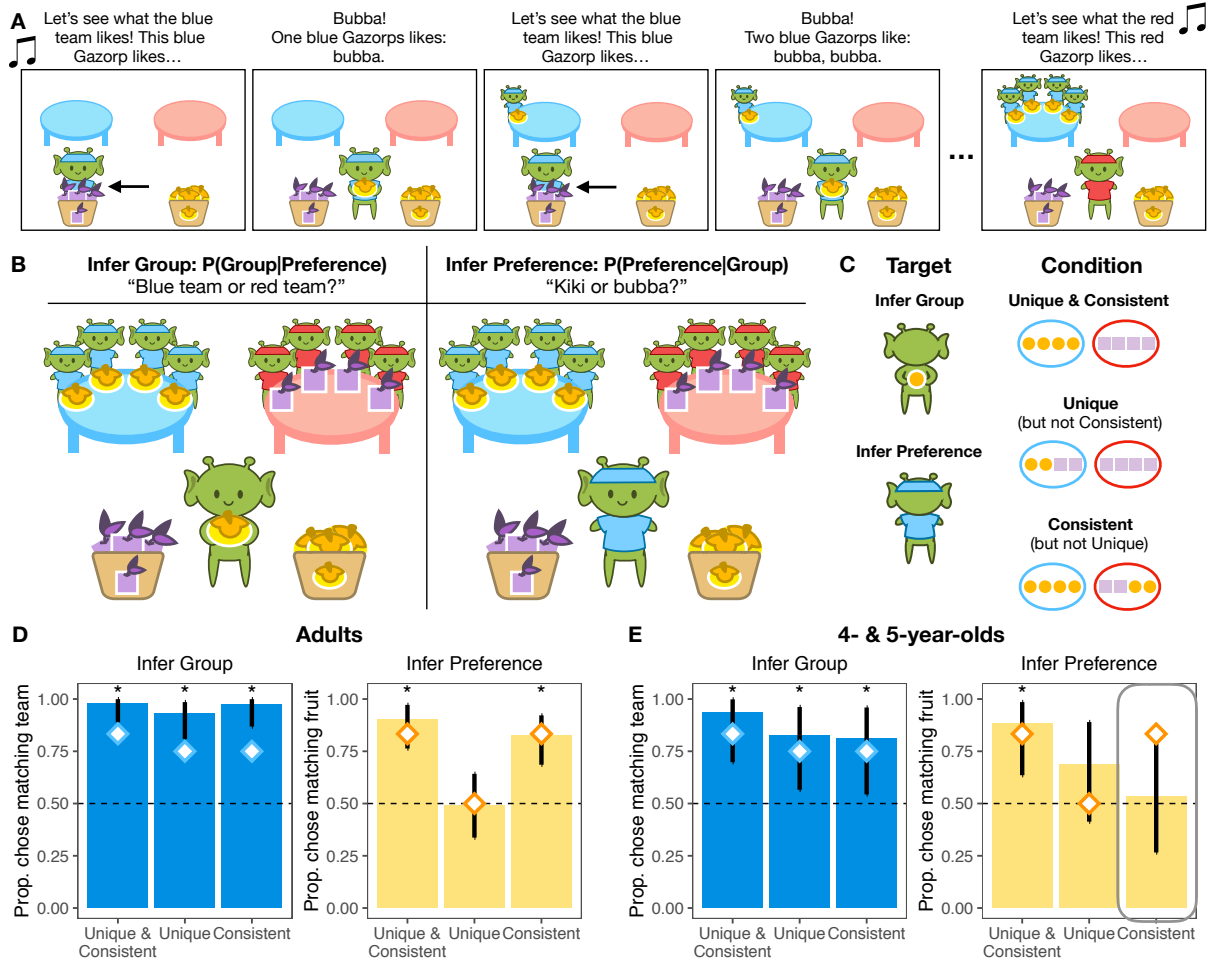 A
Let's see what the blue
team likes! This blue
Gazorp likes...
Bubba!
One blue Gazorps likes:
bubba.
Let's see what the blue
team likes! This blue
Gazorp likes...
Bubba!
Two blue Gazorps like:
bubba, bubba.
...
Let's see what the red
team likes! This red
Gazorp likes...
B
Infer Group: P(Group|Preference)
"Blue team or red team?"
Infer Preference: P(Preference|Group)
"Kiki or bubba?"
C
Target
Condition
Infer Group
Unique & Consistent
Unique
(but not Consistent)
Infer Preference
Consistent
(but not Unique)
D
Adults
Infer Group
Prop. chose matching team
1.00
0.75
0.50
0.25
0.00
* * *
Unique &
Consistent
Unique
Consistent
Infer Preference
Prop. chose matching fruit
1.00
0.75
0.50
0.25
0.00
* *
Unique &
Consistent
Unique
Consistent
E
4- & 5-year-olds
Infer Group
Prop. chose matching team
1.00
0.75
0.50
0.25
0.00
* * *
Unique &
Consistent
Unique
Consistent
Infer Preference
Prop. chose matching fruit
1.00
0.75
0.50
0.25
0.00
*
Unique &
Consistent
Unique
Consistent